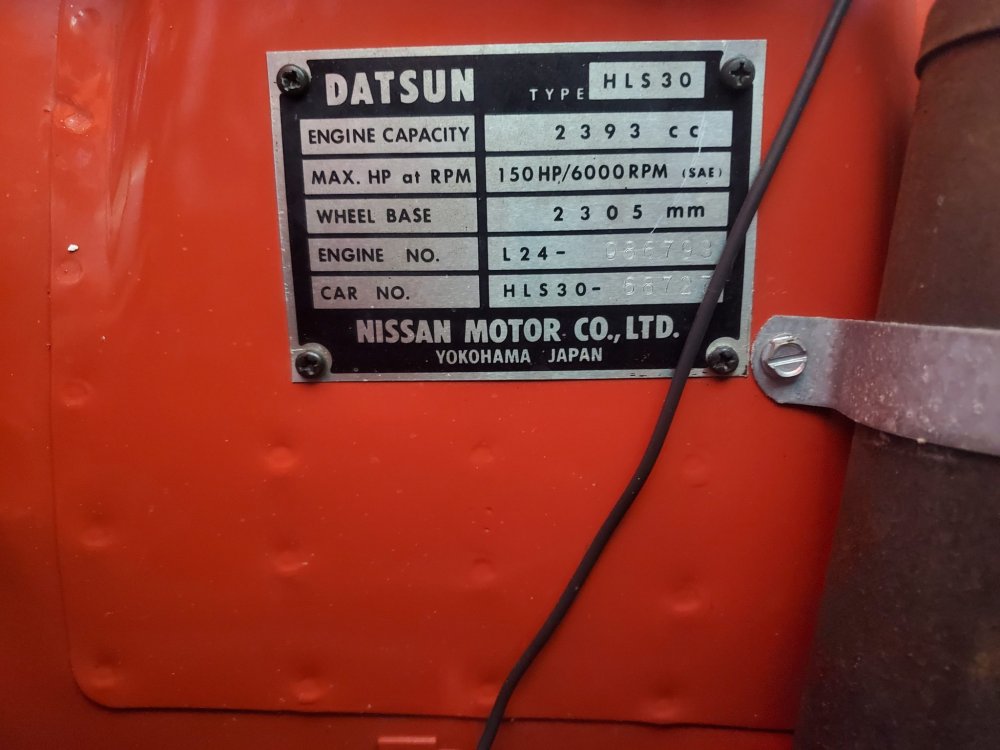 DATSUN TYPE HLS30
ENGINE CAPACITY 2393 cc
MAX. HP at RPM 150HP/6000RPM (SAE)
WHEEL BASE 2305 mm
ENGINE NO. L24-
CAR NO. HLS30-
NISSAN MOTOR CO., LTD.
YOKOHAMA JAPAN